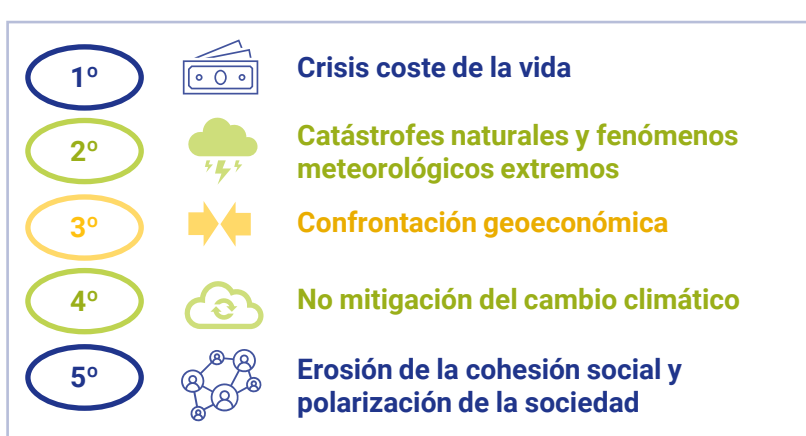 1º
Crisis coste de la vida
2º
Catástrofes naturales y fenómenos
meteorológicos extremos
3º
Confrontación geoeconómica
4º
No mitigación del cambio climático
5º
Erosión de la cohesión social y
polarización de la sociedad